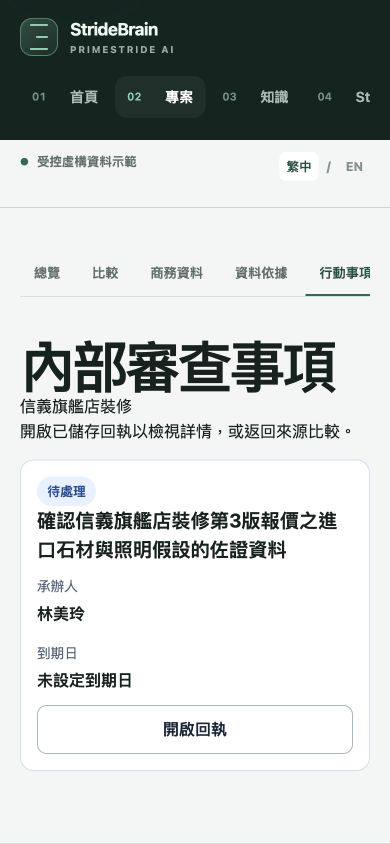 StrideBrain
PRIMESTRIDE AI
01 首頁 02 專案 03 知識 04 St
受控虛構資料示範 繁中 / EN
總覽 比較 商務資料 資料依據 行動事項
內部審查事項
信義旗艦店裝修
開啟已儲存回執以檢視詳情，或返回來源比較。
待處理
確認信義旗艦店裝修第3版報價之進
口石材與照明假設的佐證資料
承辦人
林美玲
到期日
未設定到期日
開啟回執